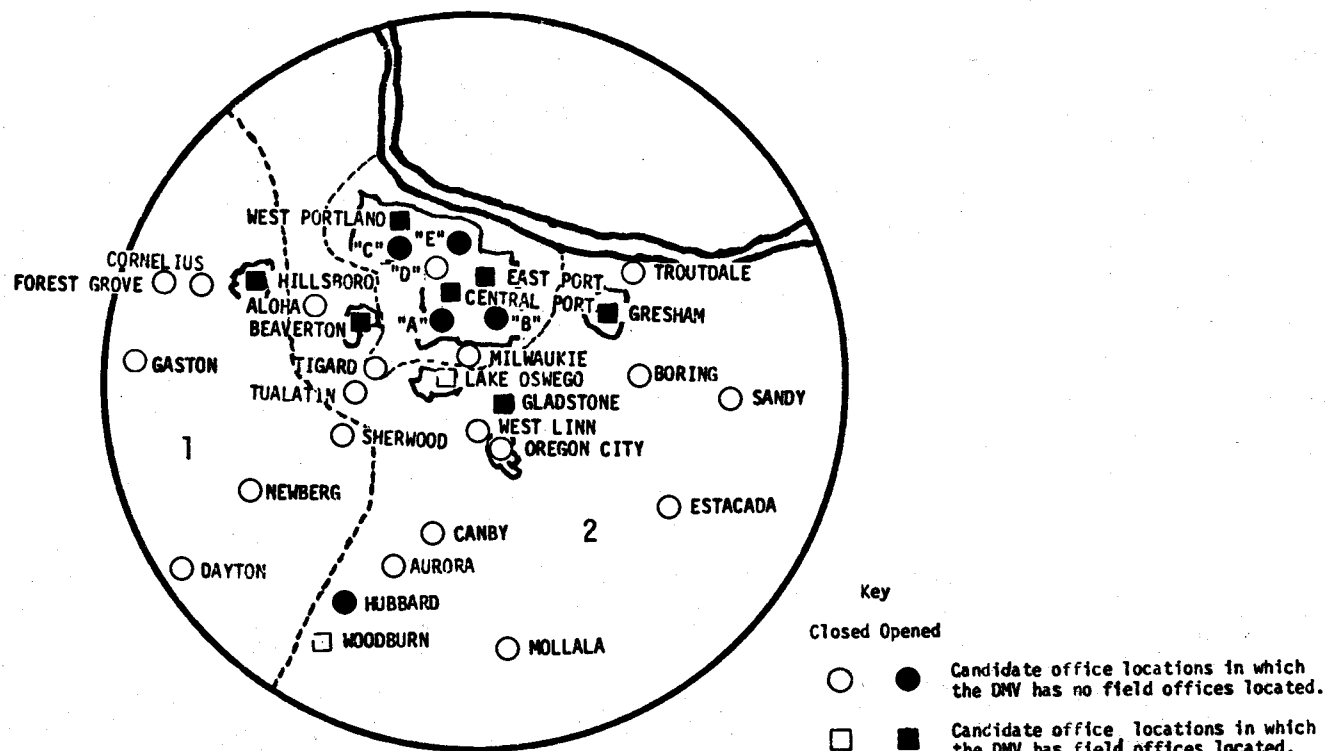 WEST PORTLAND
"C" "E"
"D"
CORNELIUS
EAST PORT
TROUTDALE
FOREST GROVE
HILLSBORO
CENTRAL PORT
ALOHA
GRESHAM
BEAVERTON
"A" "B"
MILWAUKIE
GASTON
TIGARD
LAKE OSWEGO
BORING
TUALATIN
GLADSTONE
SANDY
WEST LINN
SHERWOOD
OREGON CITY
1
NEWBERG
ESTACADA
CANBY
2
DAYTON
AURORA
HUBBARD
WOODBURN
MOLLALA
Key
Closed Opened
Candidate office locations in which
the DMV has no field offices located.
Candidate office locations in which
the DMV has field offices located.